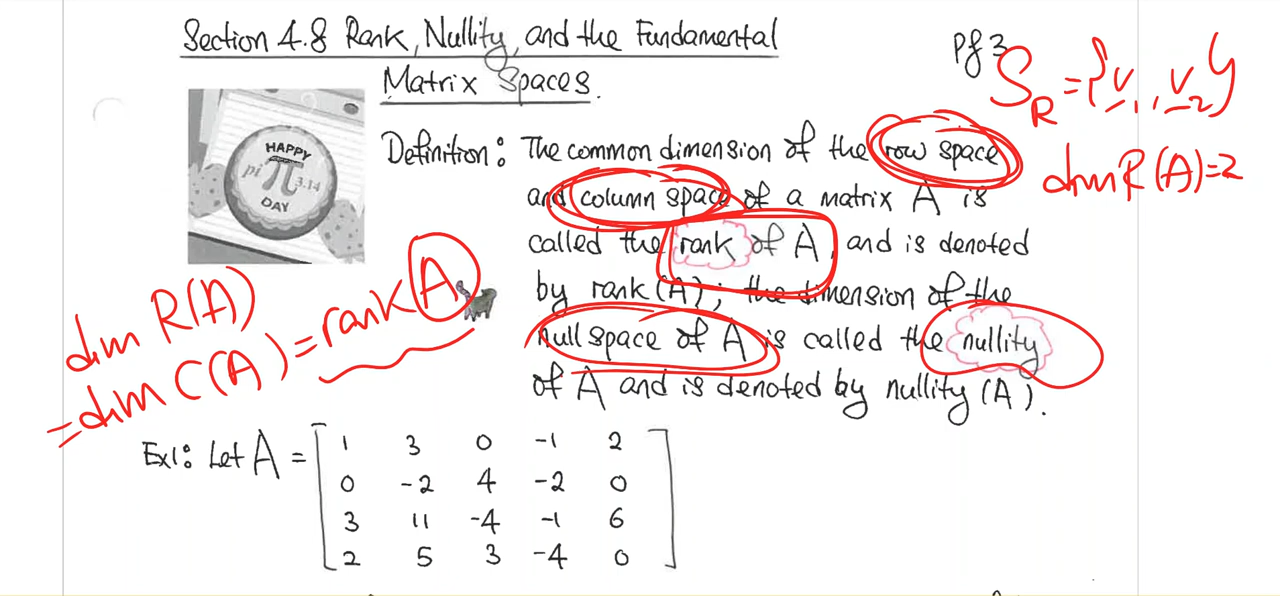 Section 4.8 Rank, Nullity, and the Fundamental
Matrix Spaces.
HAPPY
pi π 3.14
DAY
Definition: The common dimension of the row space
and column space of a matrix A is
called the rank of A, and is denoted
by rank(A); the dimension of the
null space of A is called the nullity
of A and is denoted by nullity (A).
S_R = {v_1, v_2}
dim R(A)=2
dim R(A)
=dim C(A) = rank A
Ex1: Let A =
1 3 0 -1 2
0 -2 4 -2 0
3 11 -4 -1 6
2 5 3 -4 0